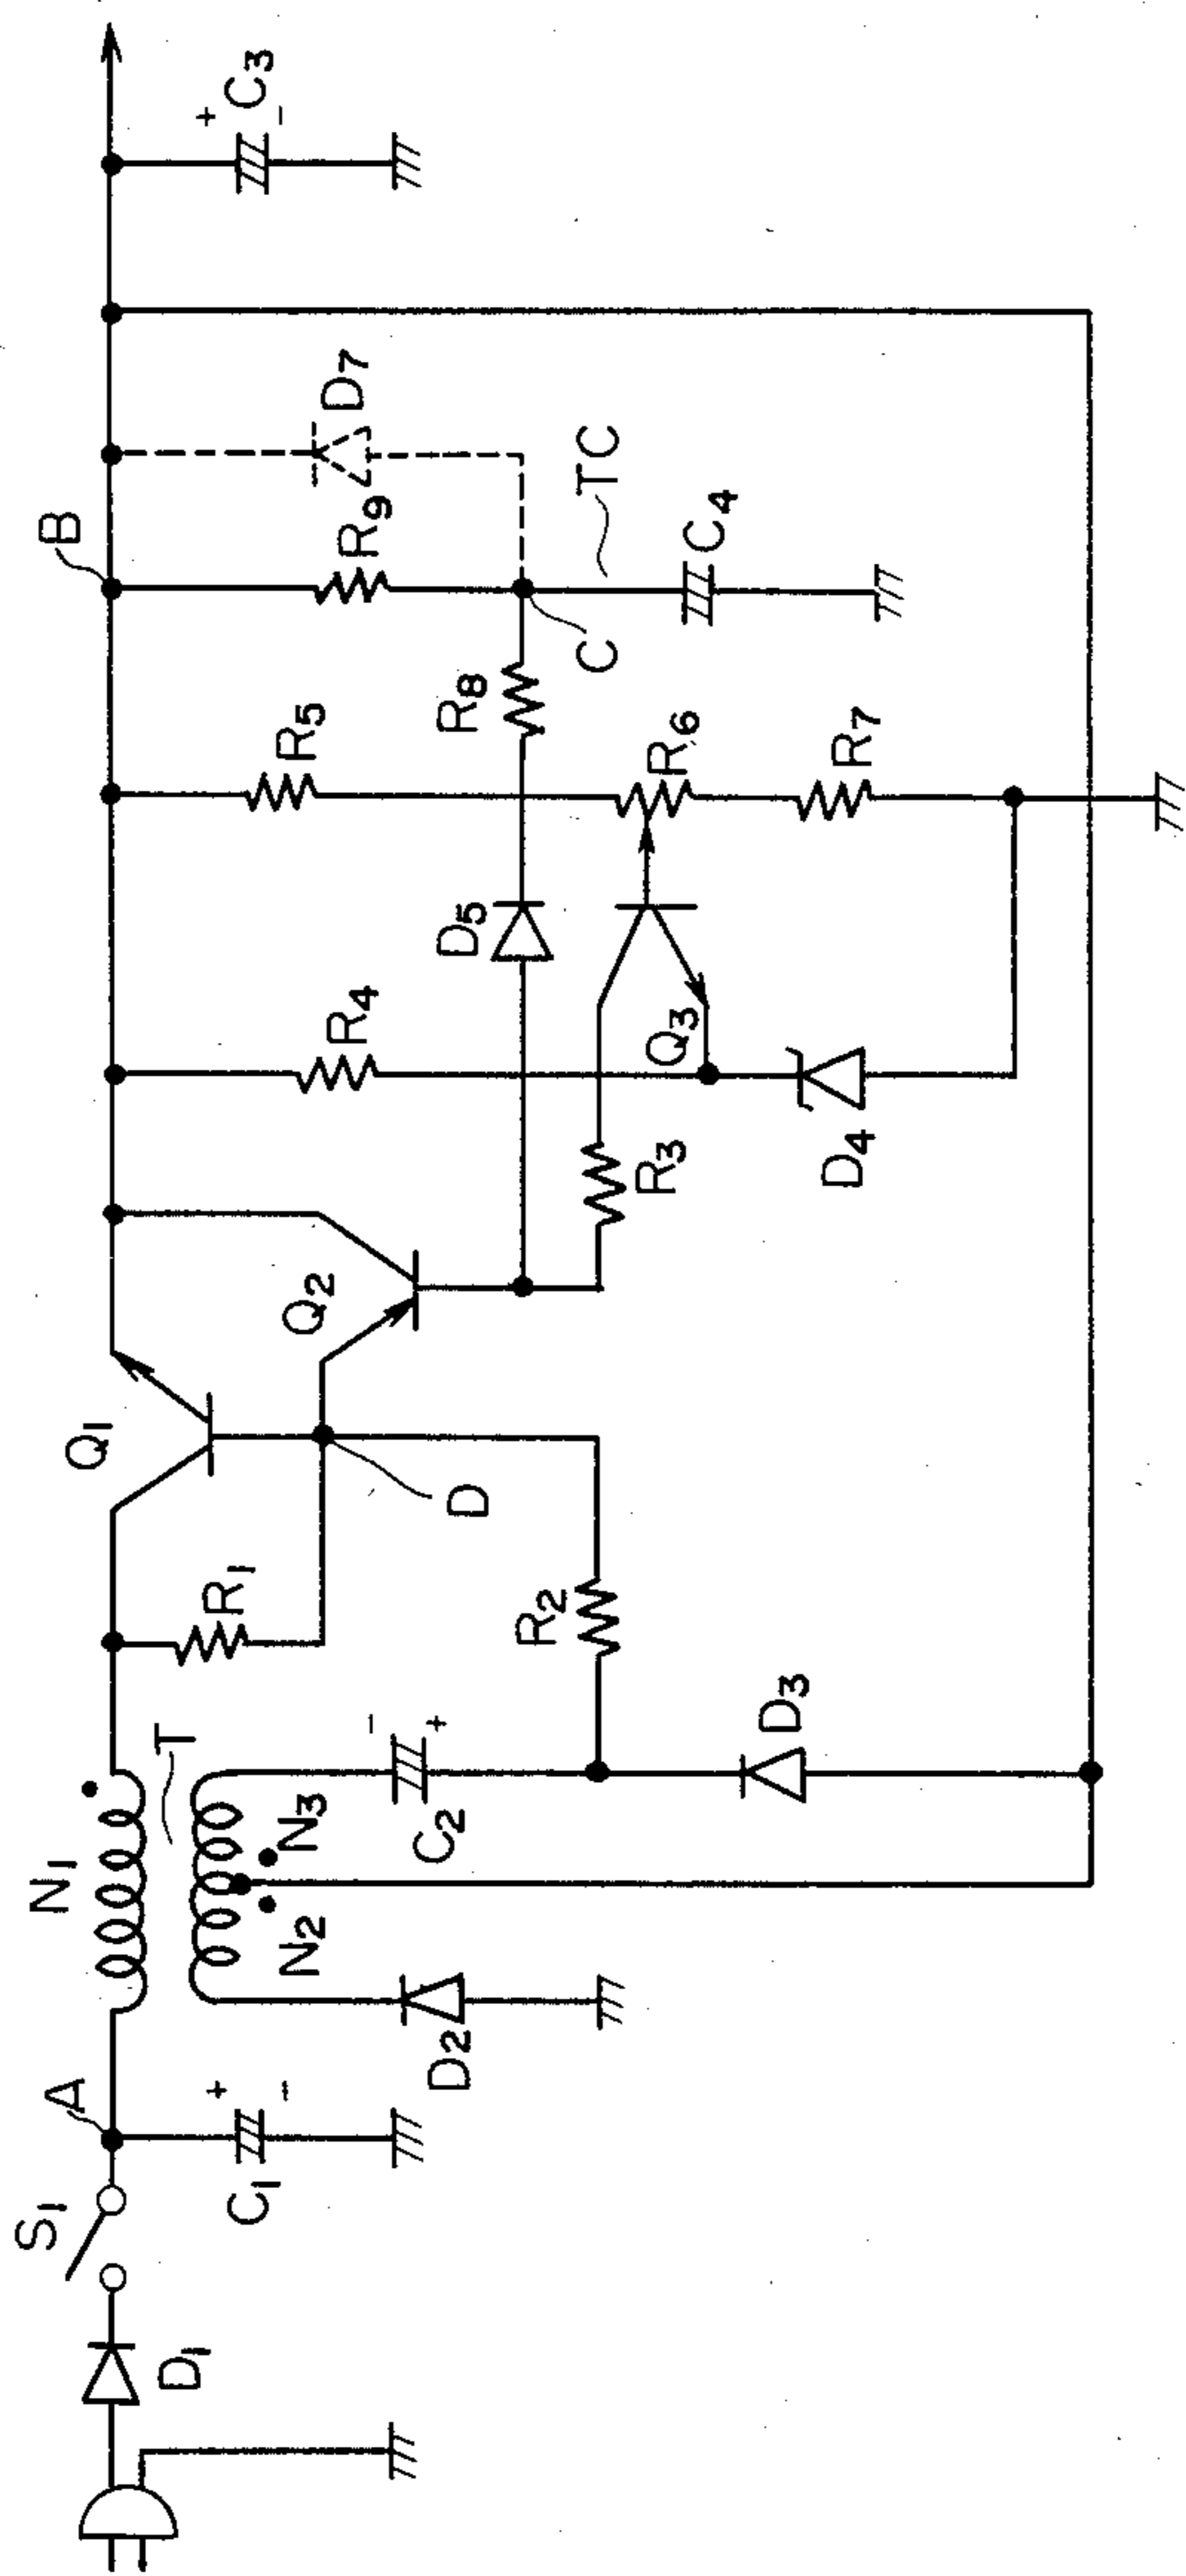 S1
A
N1
T
R1
Q1
B
C3
+
-
D1
C1
+
-
D2
N2
N3
C2
-
+
D3
R2
D
Q2
R4
R5
R9
D7
D5
R8
C
TC
C4
R3
Q3
R6
R7
D4